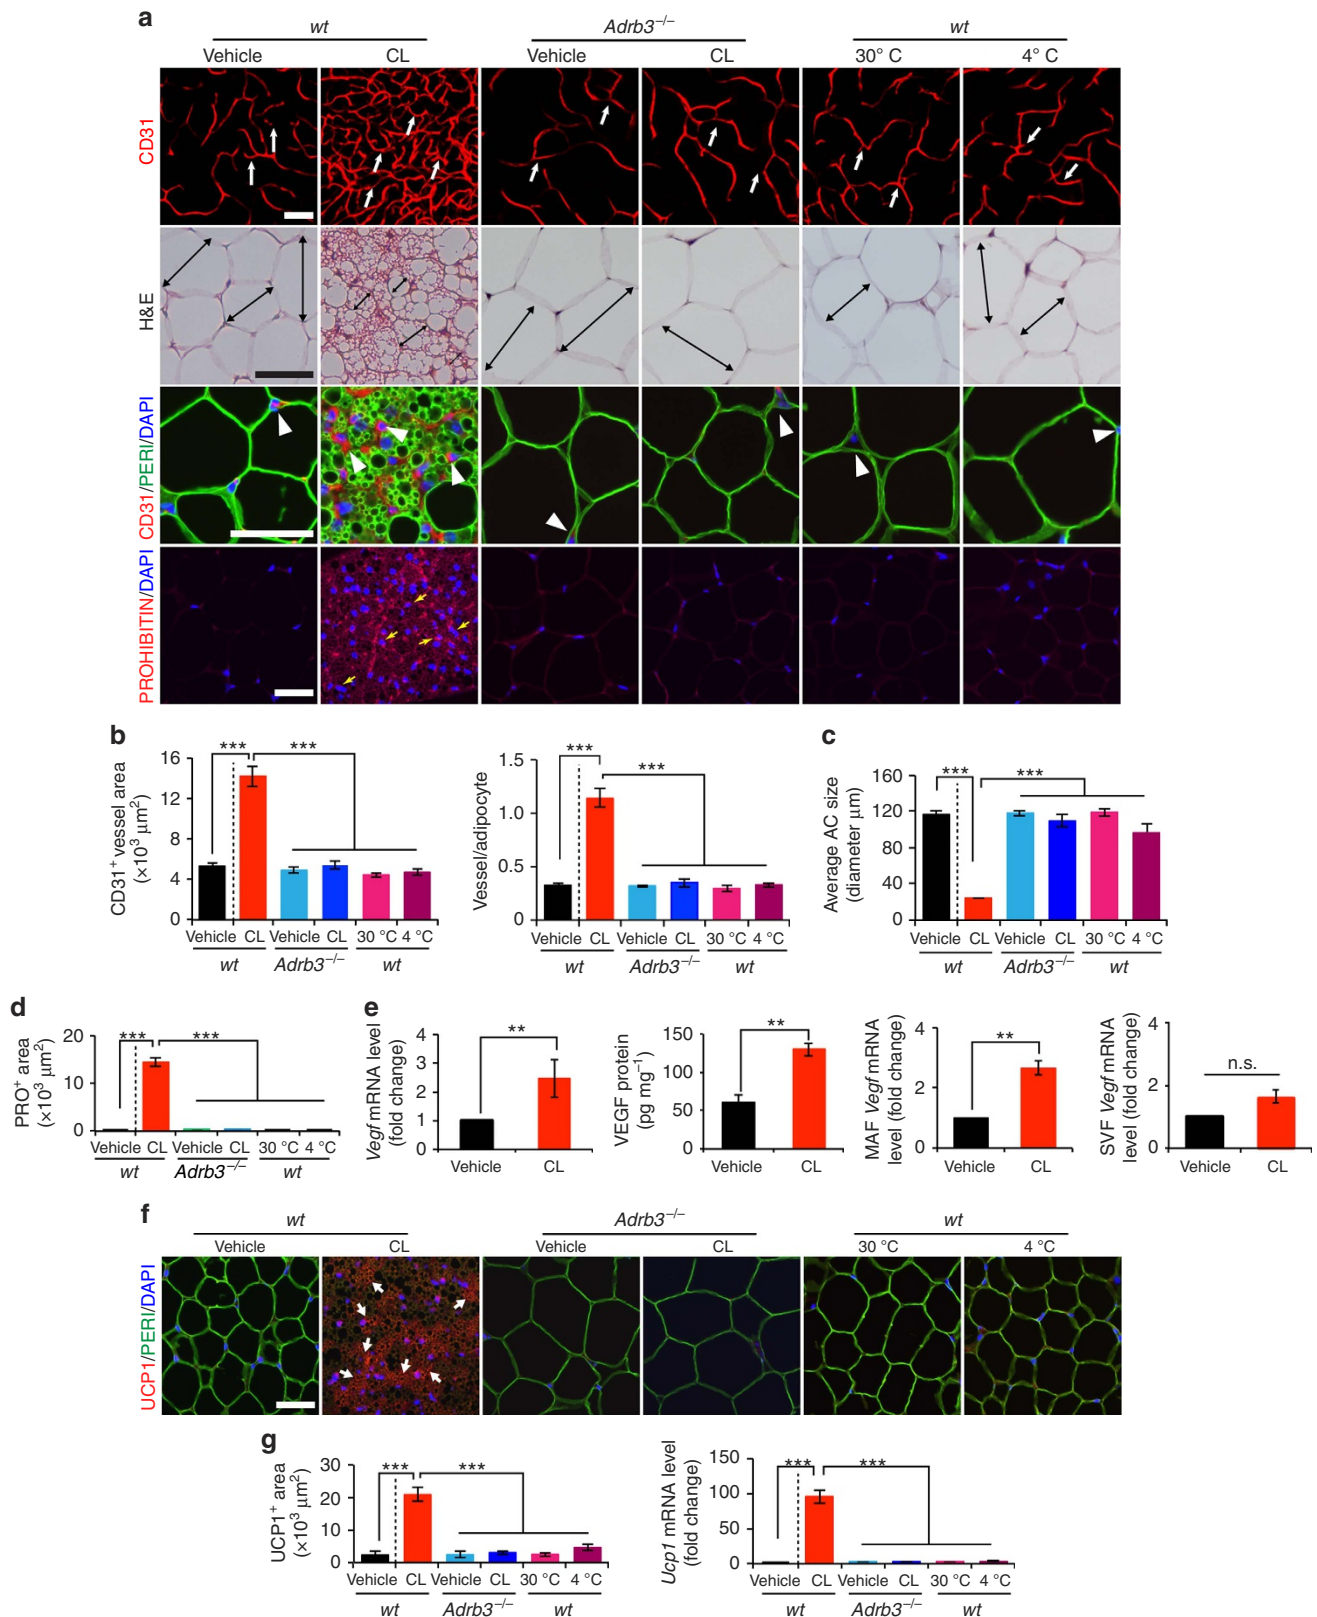 a
wt Adrb3−/− wt
Vehicle CL Vehicle CL 30° C 4° C
CD31
H&E
CD31/PERI/DAPI
PROHIBITIN/DAPI
b
CD31+ vessel area
(×10³ μm²)
16
12
8
4
0
*** ***
Vehicle CL Vehicle CL 30 °C 4 °C
wt Adrb3−/− wt
Vessel/adipocyte
1.5
1.0
0.5
0
*** ***
Vehicle CL Vehicle CL 30 °C 4 °C
wt Adrb3−/− wt
c
Average AC size
(diameter μm)
160
120
80
40
0
*** ***
Vehicle CL Vehicle CL 30 °C 4 °C
wt Adrb3−/− wt
d
PRO+ area
(×10³ μm²)
20
10
0
*** ***
Vehicle CL Vehicle CL 30 °C 4 °C
wt Adrb3−/− wt
e
Vegf mRNA level
(fold change)
4
3
2
1
0
**
Vehicle CL
VEGF protein
(pg mg−1)
150
100
50
0
**
Vehicle CL
MAF Vegf mRNA
level (fold change)
4
2
0
**
Vehicle CL
SVF Vegf mRNA
level (fold change)
4
2
0
n.s.
Vehicle CL
f
wt Adrb3−/− wt
Vehicle CL Vehicle CL 30 °C 4 °C
UCP1/PERI/DAPI
g
UCP1+ area
(×10³ μm²)
30
20
10
0
*** ***
Vehicle CL Vehicle CL 30 °C 4 °C
wt Adrb3−/− wt
Ucp1 mRNA level
(fold change)
150
100
50
0
*** ***
Vehicle CL Vehicle CL 30 °C 4 °C
wt Adrb3−/− wt